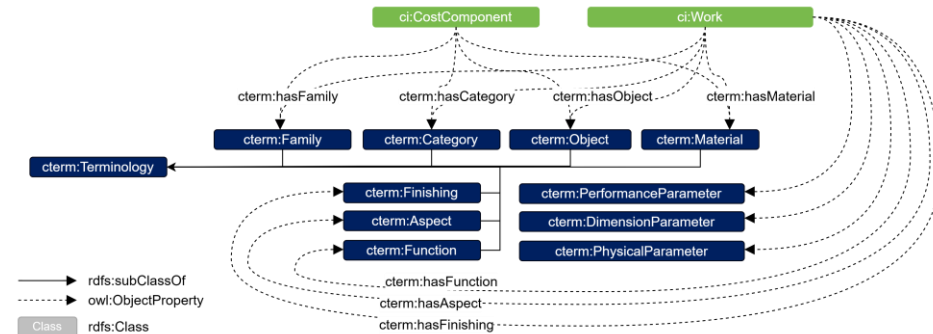 ci:CostComponent
ci:Work
cterm:hasFamily
cterm:hasCategory
cterm:hasObject
cterm:hasMaterial
cterm:Family
cterm:Category
cterm:Object
cterm:Material
cterm:Terminology
cterm:Finishing
cterm:PerformanceParameter
cterm:Aspect
cterm:DimensionParameter
cterm:Function
cterm:PhysicalParameter
rdfs:subClassOf
cterm:hasFunction
owl:ObjectProperty
cterm:hasAspect
Class
rdfs:Class
cterm:hasFinishing